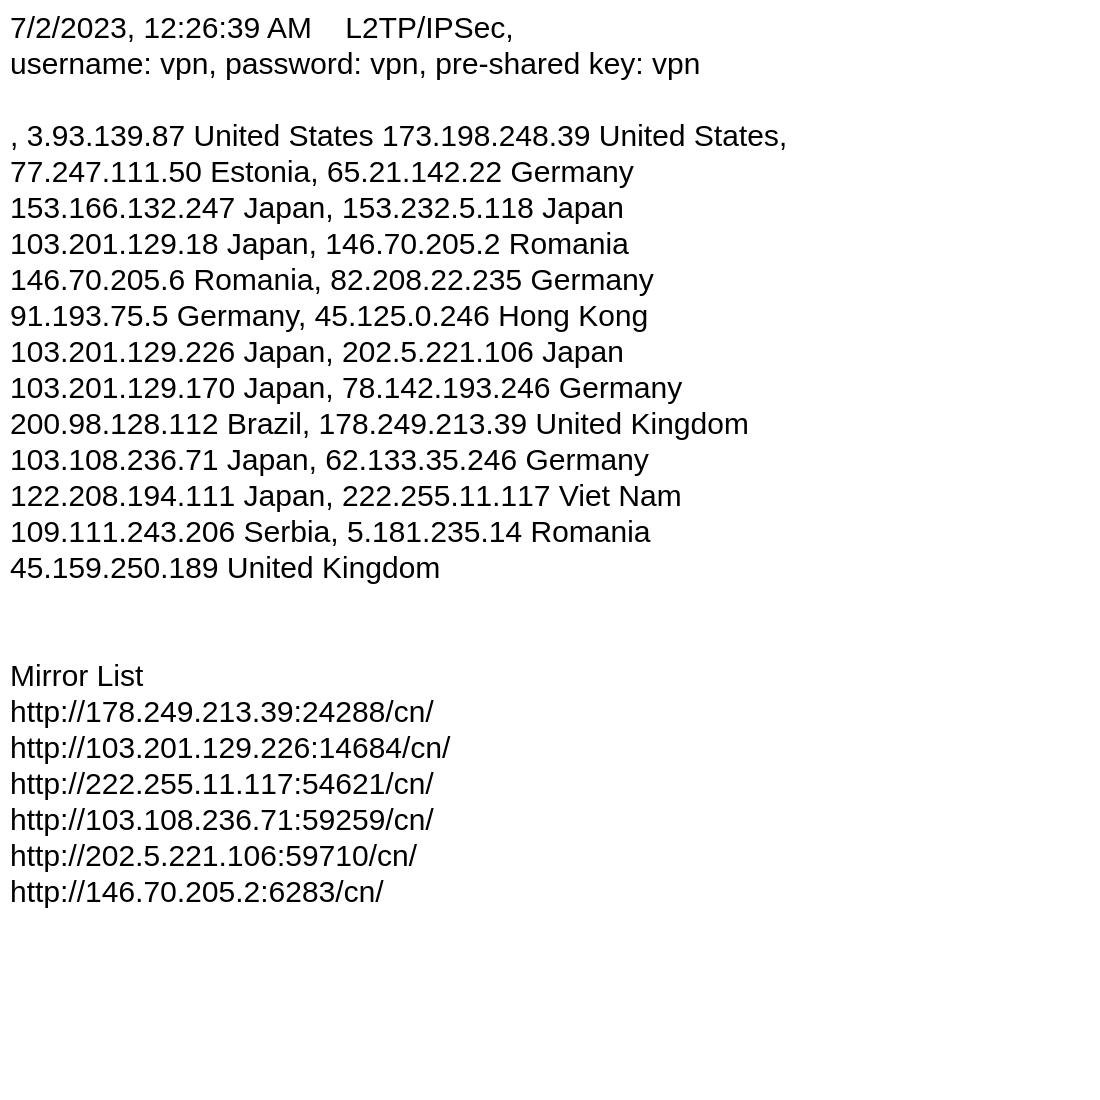 7/2/2023, 12:26:39 AM    L2TP/IPSec,
username: vpn, password: vpn, pre-shared key: vpn
, 3.93.139.87 United States 173.198.248.39 United States,
77.247.111.50 Estonia, 65.21.142.22 Germany
153.166.132.247 Japan, 153.232.5.118 Japan
103.201.129.18 Japan, 146.70.205.2 Romania
146.70.205.6 Romania, 82.208.22.235 Germany
91.193.75.5 Germany, 45.125.0.246 Hong Kong
103.201.129.226 Japan, 202.5.221.106 Japan
103.201.129.170 Japan, 78.142.193.246 Germany
200.98.128.112 Brazil, 178.249.213.39 United Kingdom
103.108.236.71 Japan, 62.133.35.246 Germany
122.208.194.111 Japan, 222.255.11.117 Viet Nam
109.111.243.206 Serbia, 5.181.235.14 Romania
45.159.250.189 United Kingdom
Mirror List
http://178.249.213.39:24288/cn/
http://103.201.129.226:14684/cn/
http://222.255.11.117:54621/cn/
http://103.108.236.71:59259/cn/
http://202.5.221.106:59710/cn/
http://146.70.205.2:6283/cn/